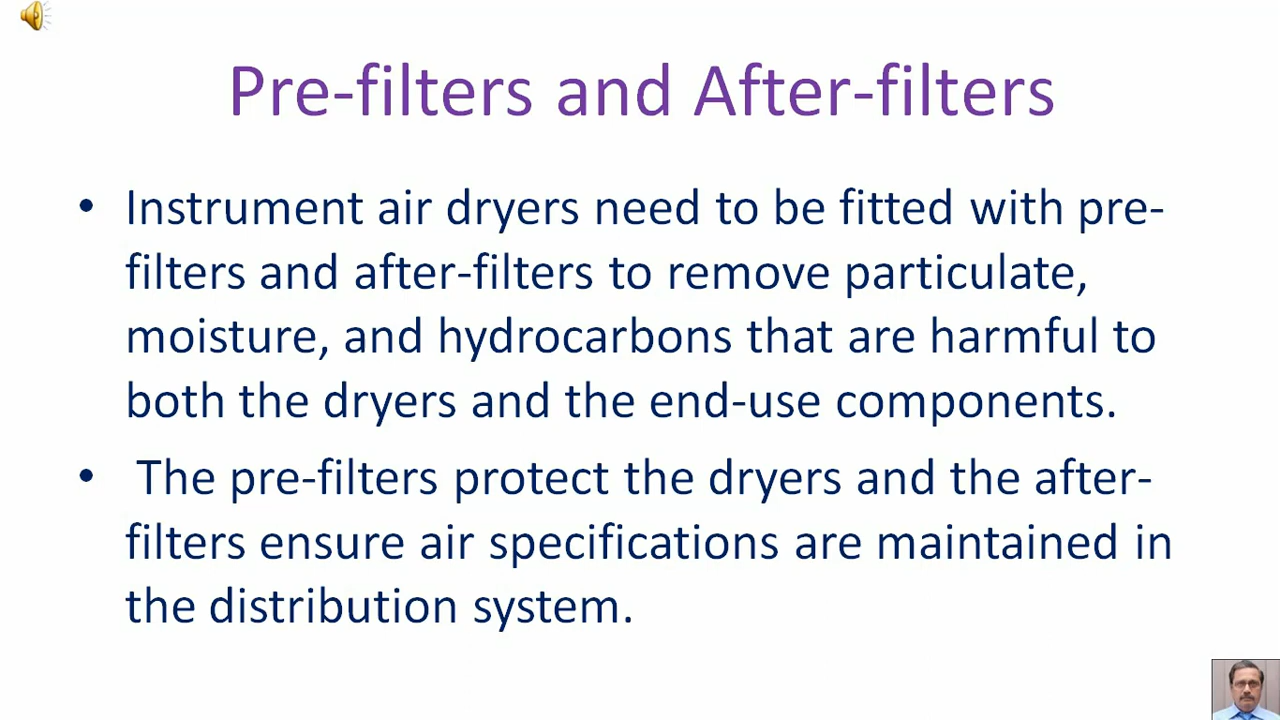 Pre-filters and After-filters
• Instrument air dryers need to be fitted with pre-
filters and after-filters to remove particulate,
moisture, and hydrocarbons that are harmful to
both the dryers and the end-use components.
• The pre-filters protect the dryers and the after-
filters ensure air specifications are maintained in
the distribution system.